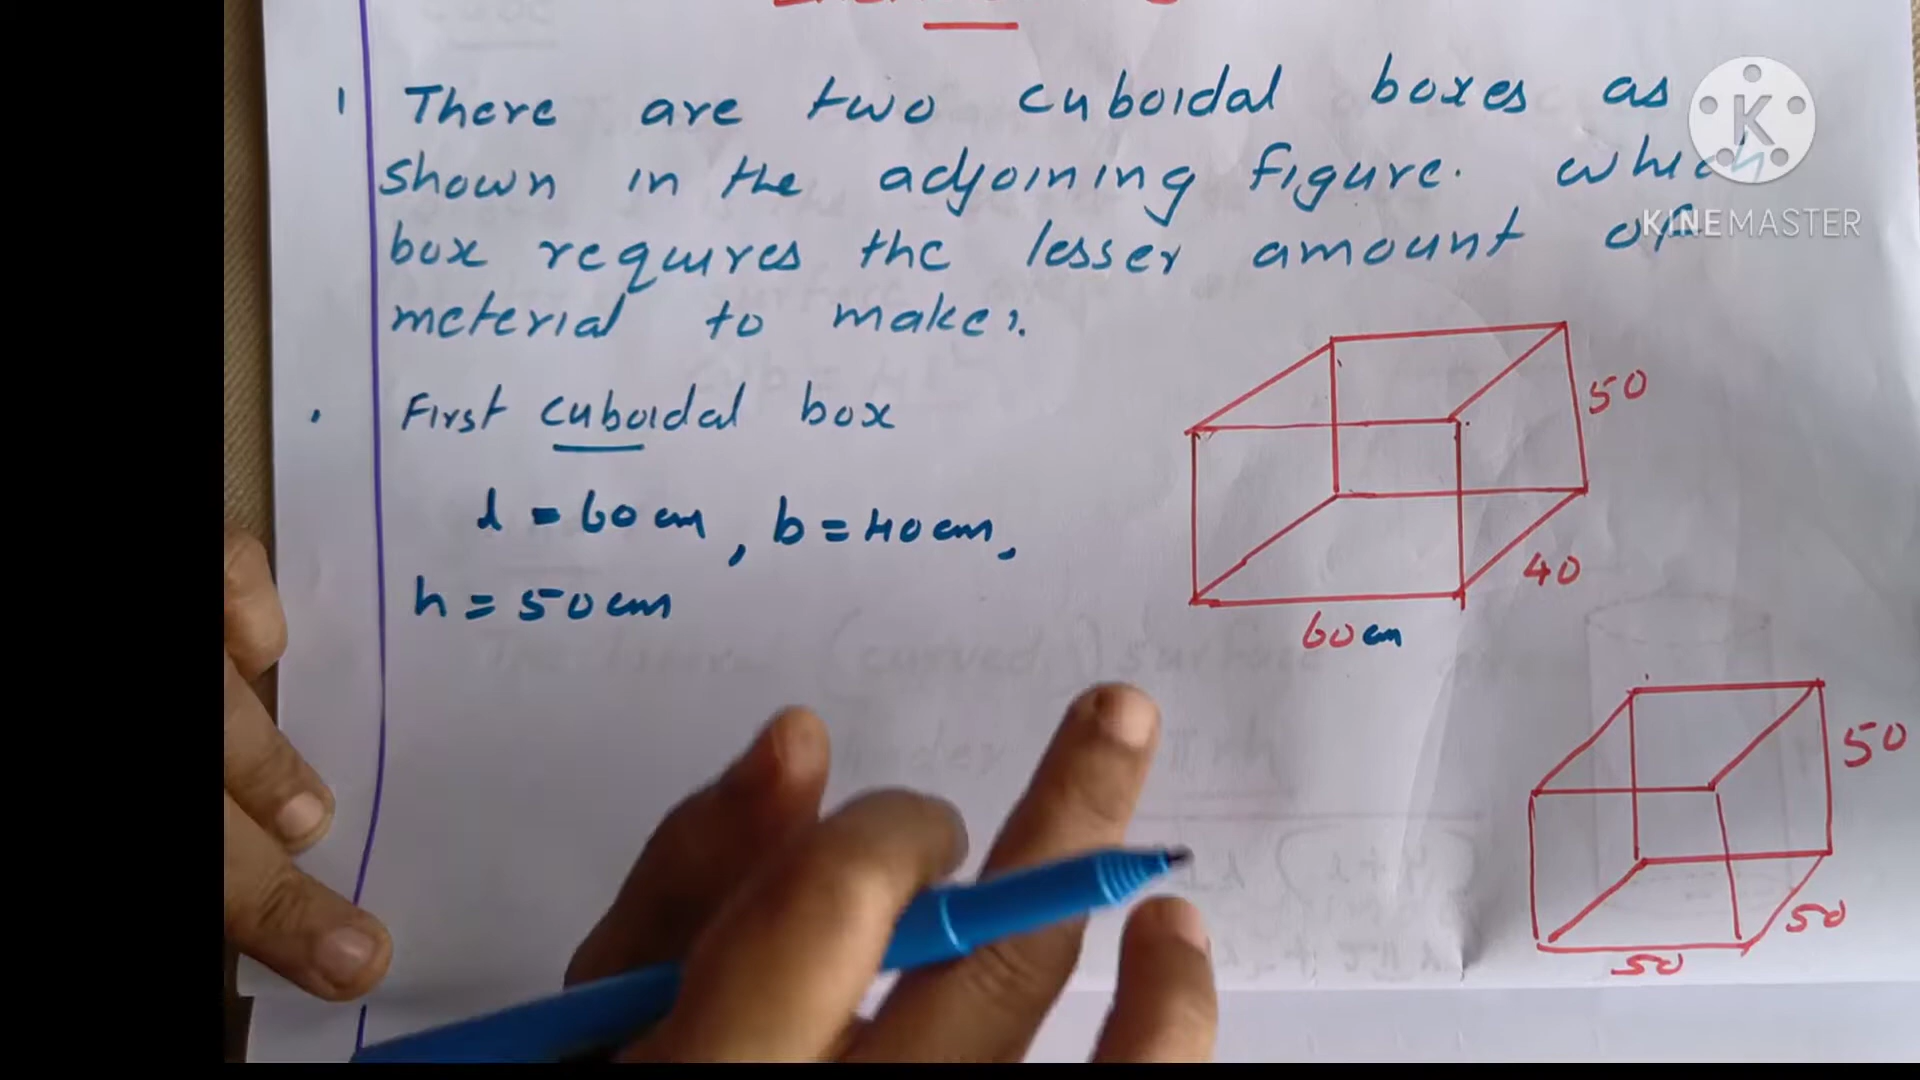 1 There are two cuboidal boxes as
shown in the adjoining figure. which
box requires the lesser amount of
meterial to make?.
. First cuboidal box
l = 60 cm, b = 40 cm,
h = 50 cm
50
40
60 cm
50
50
50
K
KINEMASTER